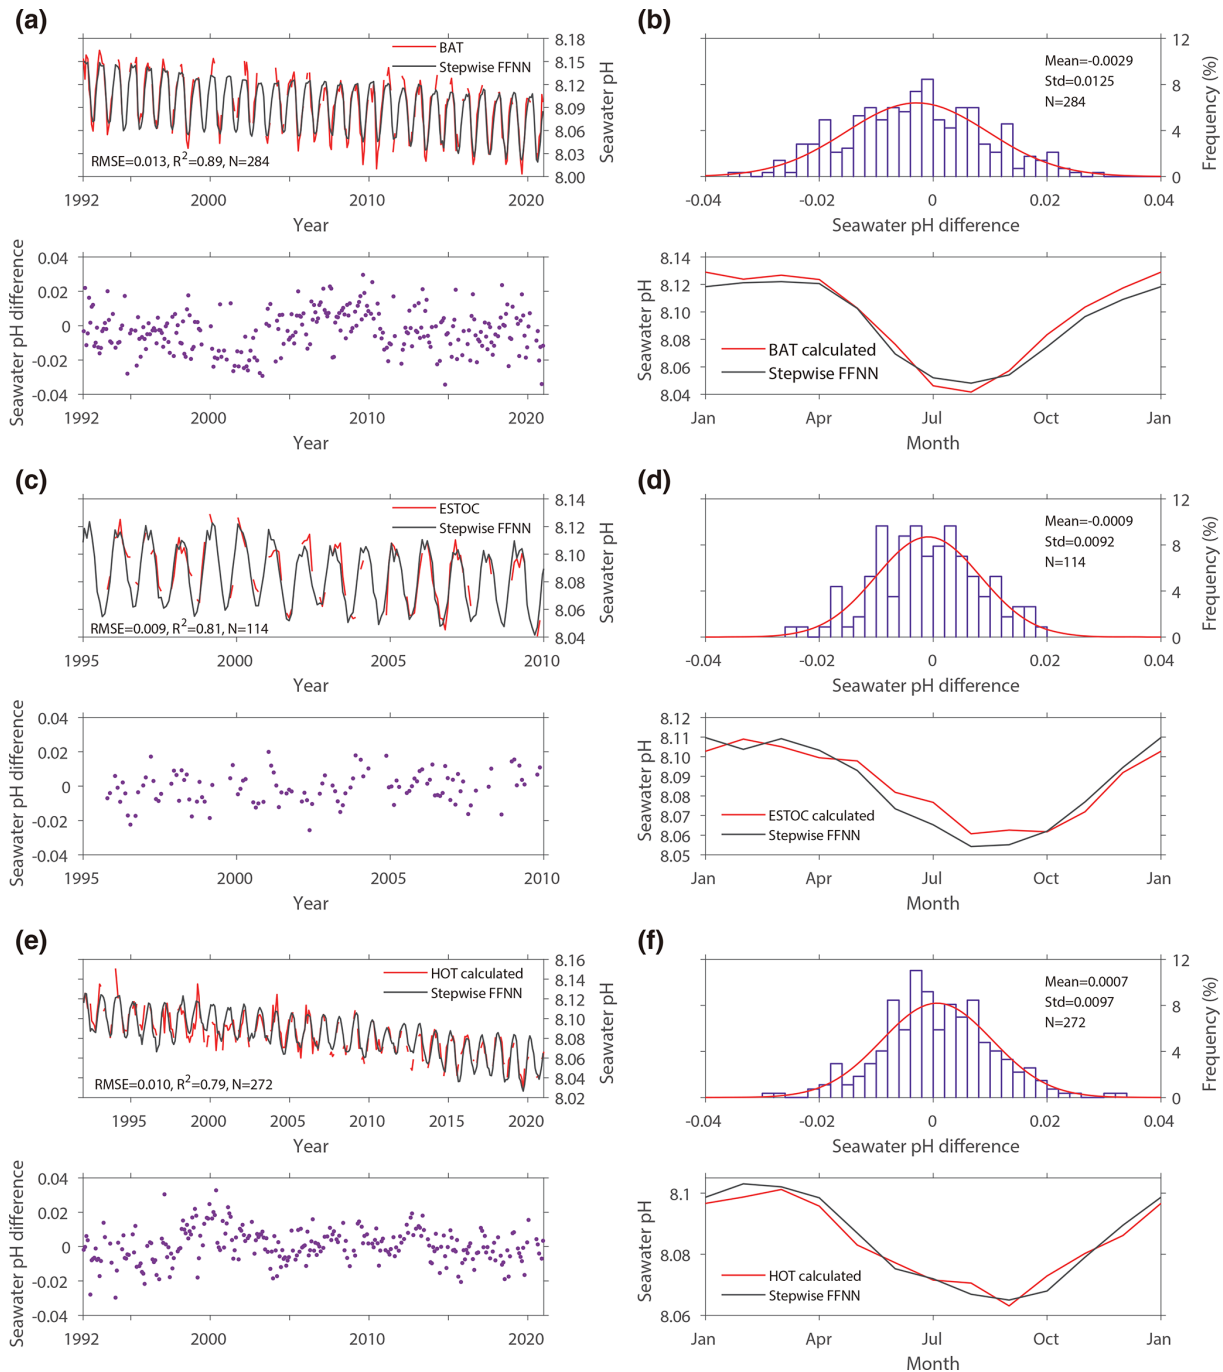 (a)
8.18
8.15
8.12
8.09
8.06
8.03
8.00
Seawater pH
BAT
Stepwise FFNN
RMSE=0.013, R2=0.89, N=284
1992
2000
2010
2020
Year
0.04
0.02
0
-0.02
-0.04
Seawater pH difference
1992
2000
2010
2020
Year
(b)
12
8
4
0
Frequency (%)
Mean=-0.0029
Std=0.0125
N=284
-0.04
-0.02
0
0.02
0.04
Seawater pH difference
8.14
8.12
8.10
8.08
8.06
8.04
Seawater pH
BAT calculated
Stepwise FFNN
Jan
Apr
Jul
Oct
Jan
Month
(c)
8.14
8.12
8.10
8.08
8.06
8.04
Seawater pH
ESTOC
Stepwise FFNN
RMSE=0.009, R2=0.81, N=114
1995
2000
2005
2010
Year
0.04
0.02
0
-0.02
-0.04
Seawater pH difference
1995
2000
2005
2010
Year
(d)
12
8
4
0
Frequency (%)
Mean=-0.0009
Std=0.0092
N=114
-0.04
-0.02
0
0.02
0.04
Seawater pH difference
8.12
8.11
8.10
8.09
8.08
8.07
8.06
8.05
Seawater pH
ESTOC calculated
Stepwise FFNN
Jan
Apr
Jul
Oct
Jan
Month
(e)
8.16
8.14
8.12
8.10
8.08
8.06
8.04
8.02
Seawater pH
HOT calculated
Stepwise FFNN
RMSE=0.010, R2=0.79, N=272
1995
2000
2005
2010
2015
2020
Year
0.04
0.02
0
-0.02
-0.04
Seawater pH difference
1992
2000
2010
2020
Year
(f)
12
8
4
0
Frequency (%)
Mean=0.0007
Std=0.0097
N=272
-0.04
-0.02
0
0.02
0.04
Seawater pH difference
8.1
8.08
8.06
Seawater pH
HOT calculated
Stepwise FFNN
Jan
Apr
Jul
Oct
Jan
Month